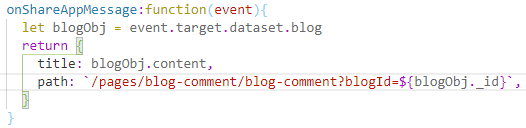 onShareAppMessage:function(event){
let blogObj = event.target.dataset.blog
return {
title: blogObj.content,
path: `/pages/blog-comment/blog-comment?blogId=${blogObj._id}`,
}
}